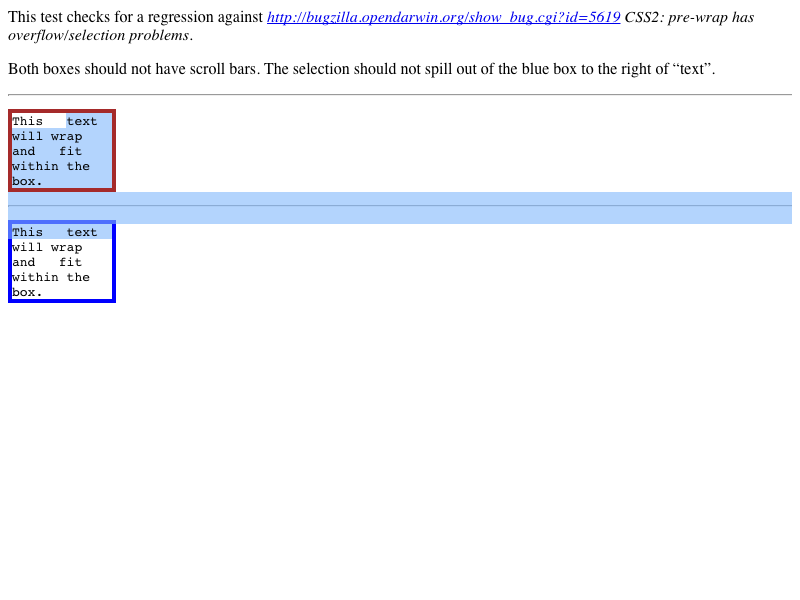 This test checks for a regression against http://bugzilla.opendarwin.org/show_bug.cgi?id=5619 CSS2: pre-wrap has
overflow/selection problems.
Both boxes should not have scroll bars. The selection should not spill out of the blue box to the right of “text”.
This   text
will wrap
and   fit
within the
box.
This   text
will wrap
and   fit
within the
box.